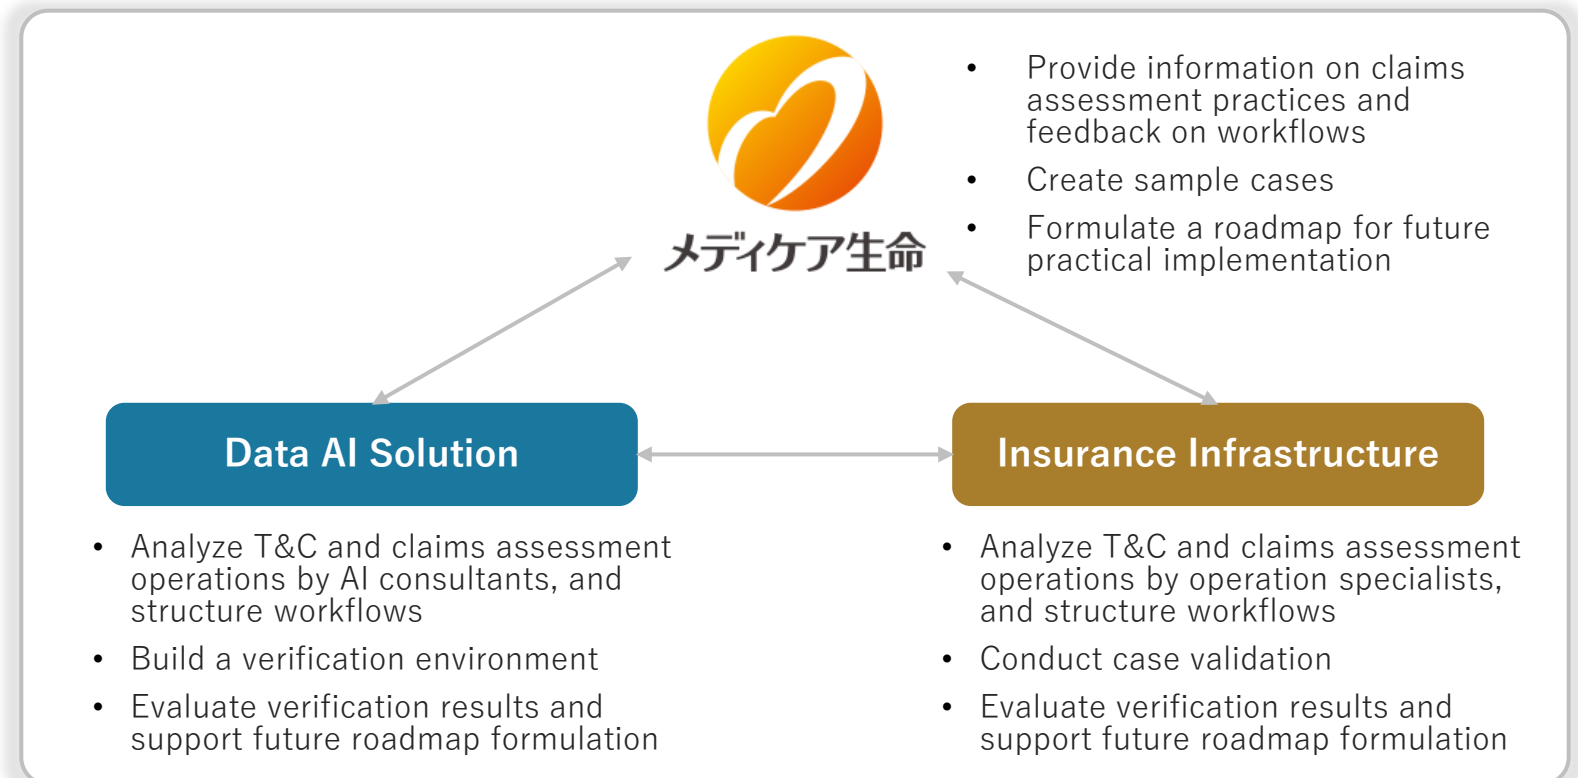 メディケア生命
• Provide information on claims
assessment practices and
feedback on workflows
• Create sample cases
• Formulate a roadmap for future
practical implementation
Data AI Solution
• Analyze T&C and claims assessment
operations by AI consultants, and
structure workflows
• Build a verification environment
• Evaluate verification results and
support future roadmap formulation
Insurance Infrastructure
• Analyze T&C and claims assessment
operations by operation specialists,
and structure workflows
• Conduct case validation
• Evaluate verification results and
support future roadmap formulation